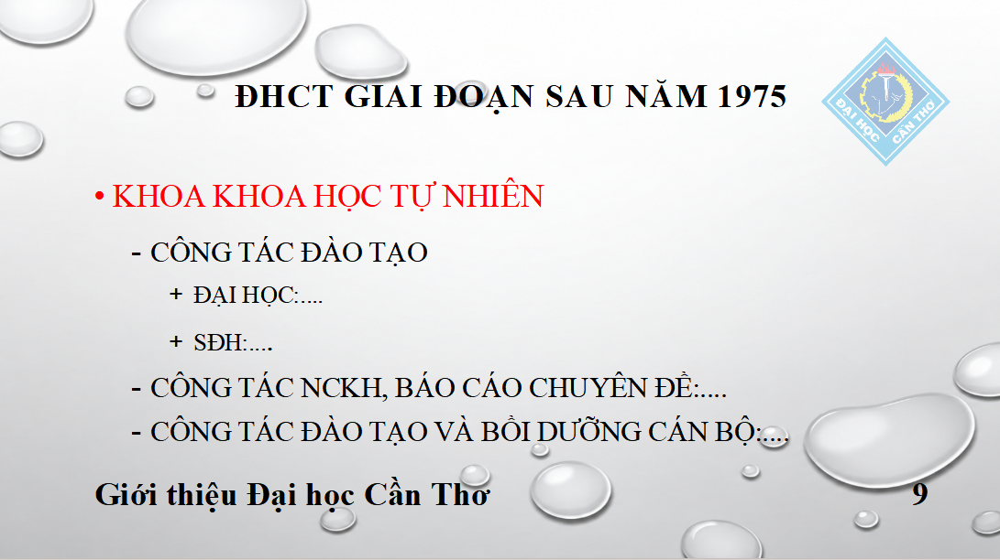 ĐHCT GIAI ĐOẠN SAU NĂM 1975
ĐẠI HỌC CẦN THƠ
• KHOA KHOA HỌC TỰ NHIÊN
- CÔNG TÁC ĐÀO TẠO
+ ĐẠI HỌC:....
+ SĐH:....
- CÔNG TÁC NCKH, BÁO CÁO CHUYÊN ĐỀ:....
- CÔNG TÁC ĐÀO TẠO VÀ BỒI DƯỠNG CÁN BỘ:....
Giới thiệu Đại học Cần Thơ 9